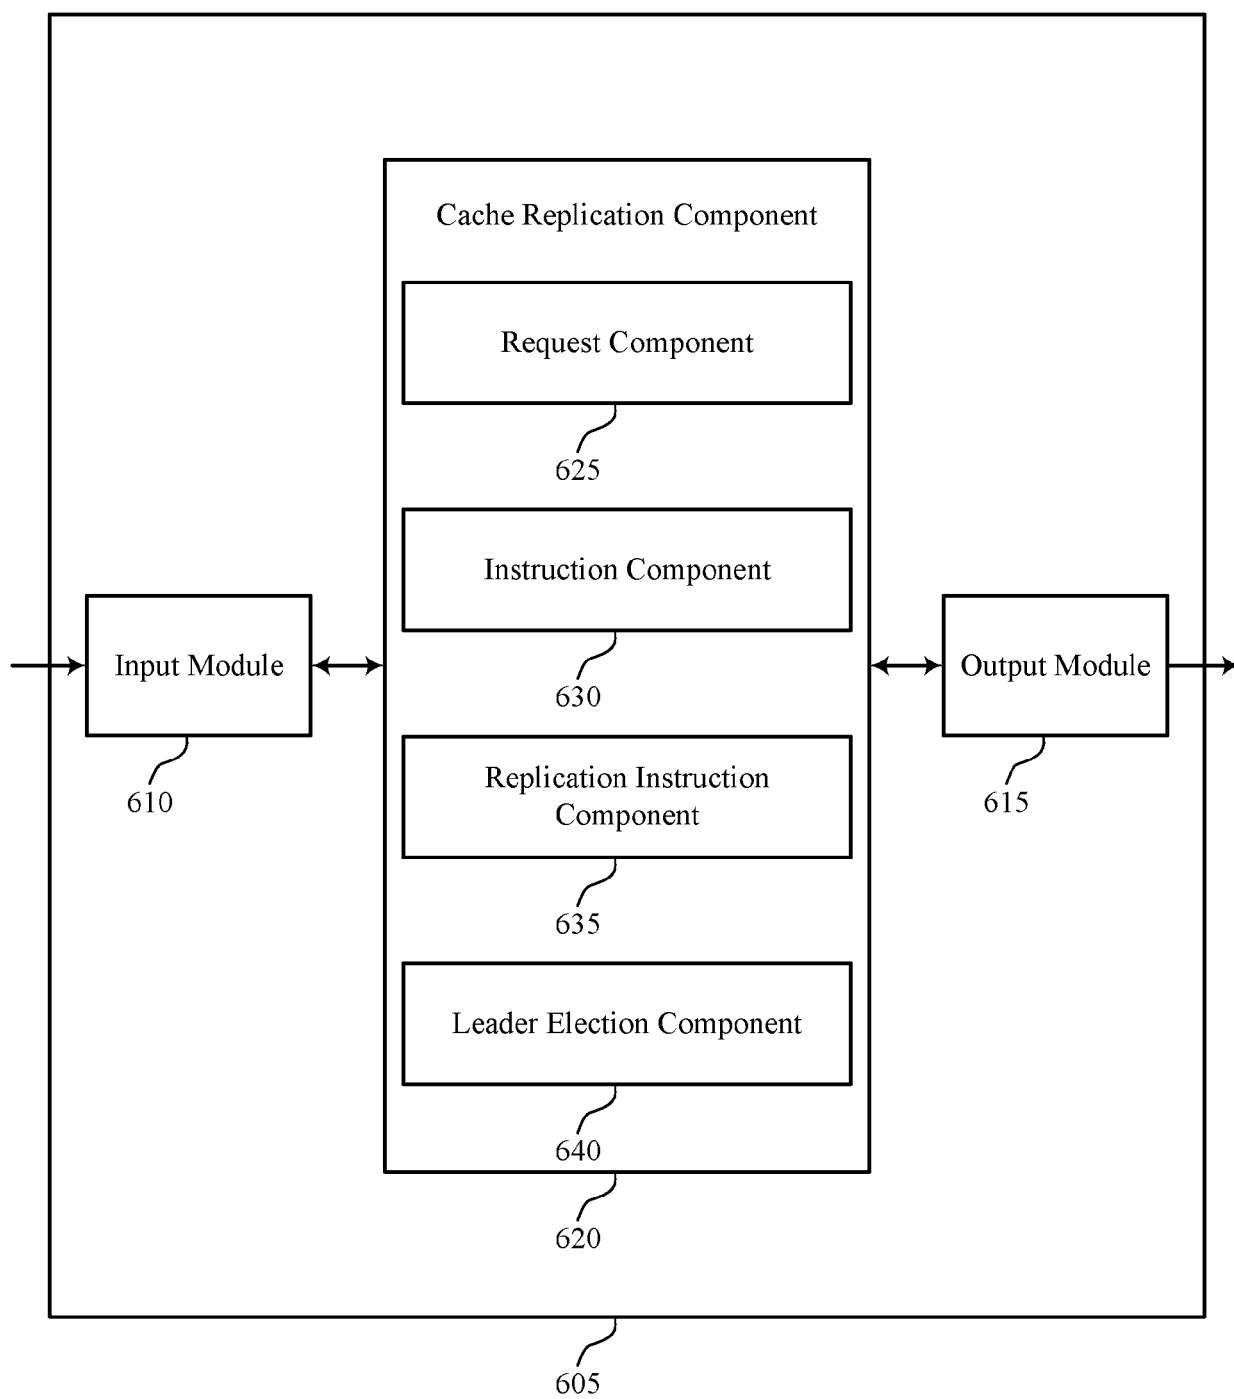 Cache Replication Component
Request Component
625
Instruction Component
630
Input Module
610
Output Module
615
Replication Instruction
Component
635
Leader Election Component
640
620
605